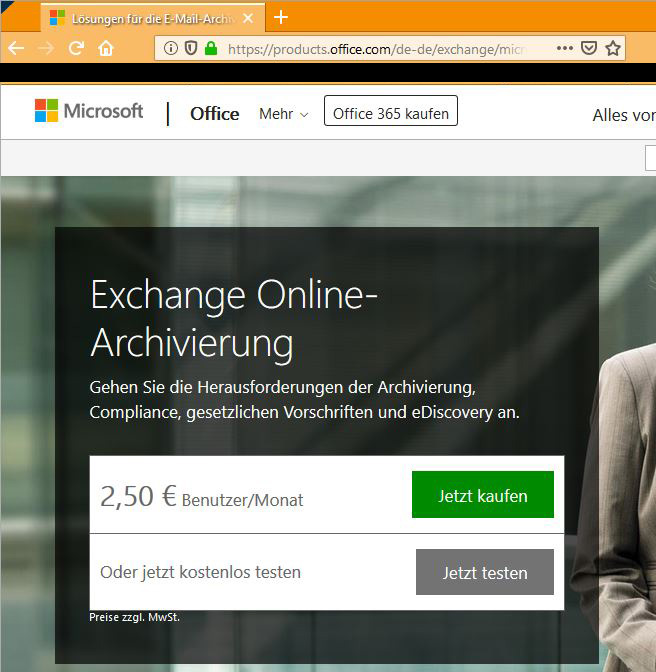 Lösungen für die E-Mail-Archiv
https://products.office.com/de-de/exchange/micr
Microsoft | Office Mehr Office 365 kaufen Alles von
Exchange Online-
Archivierung
Gehen Sie die Herausforderungen der Archivierung,
Compliance, gesetzlichen Vorschriften und eDiscovery an.
2,50 € Benutzer/Monat Jetzt kaufen
Oder jetzt kostenlos testen Jetzt testen
Preise zzgl. MwSt.